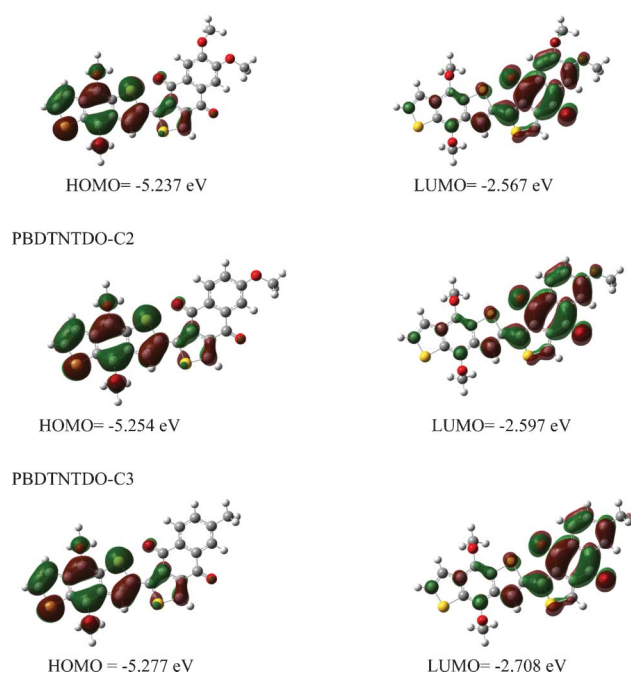 HOMO= -5.237 eV LUMO= -2.567 eV
PBDTNTDO-C2
HOMO= -5.254 eV LUMO= -2.597 eV
PBDTNTDO-C3
HOMO = -5.277 eV LUMO= -2.708 eV